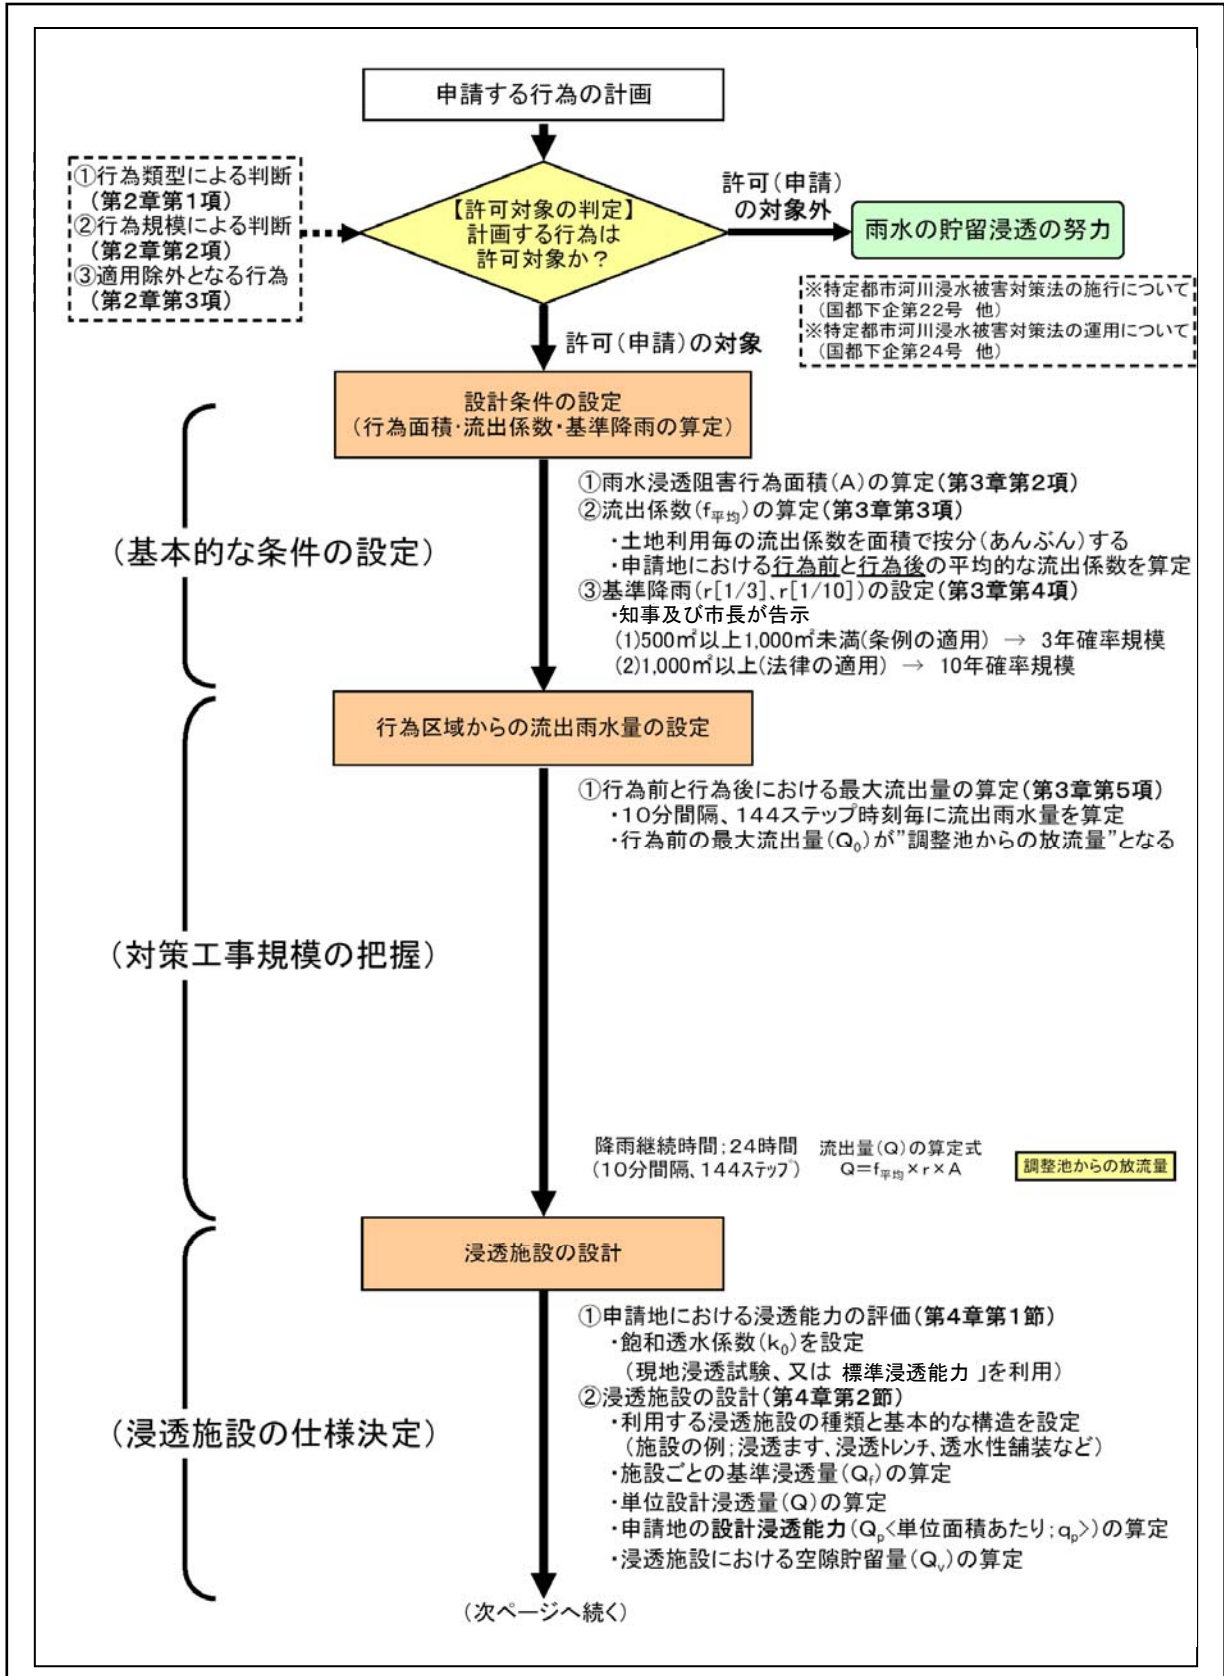 申請する行為の計画
①行為類型による判断
(第2章第1項)
②行為規模による判断
(第2章第2項)
③適用除外となる行為
(第2章第3項)
【許可対象の判定】
計画する行為は
許可対象か？
許可(申請)
の対象外
雨水の貯留浸透の努力
※特定都市河川浸水被害対策法の施行について
(国都下企第22号 他)
※特定都市河川浸水被害対策法の運用について
(国都下企第24号 他)
許可(申請)の対象
設計条件の設定
(行為面積・流出係数・基準降雨の算定)
(基本的な条件の設定)
①雨水浸透阻害行為面積(A)の算定(第3章第2項)
②流出係数(f平均)の算定(第3章第3項)
・土地利用毎の流出係数を面積で按分(あんぶん)する
・申請地における行為前と行為後の平均的な流出係数を算定
③基準降雨(r[1/3]、r[1/10])の設定(第3章第4項)
・知事及び市長が告示
(1)500㎡以上1,000㎡未満(条例の適用) → 3年確率規模
(2)1,000㎡以上(法律の適用) → 10年確率規模
行為区域からの流出雨水量の設定
(対策工事規模の把握)
①行為前と行為後における最大流出量の算定(第3章第5項)
・10分間隔、144ステップ時刻毎に流出雨水量を算定
・行為前の最大流出量(Q₀)が”調整池からの放流量”となる
降雨継続時間；24時間
(10分間隔、144ステップ)
流出量(Q)の算定式
Q=f平均×r×A
調整池からの放流量
浸透施設の設計
(浸透施設の仕様決定)
①申請地における浸透能力の評価(第4章第1節)
・飽和透水係数(k₀)を設定
(現地浸透試験、又は 標準浸透能力 」を利用)
②浸透施設の設計(第4章第2節)
・利用する浸透施設の種類と基本的な構造を設定
(施設の例；浸透ます、浸透トレンチ、透水性舗装など)
・施設ごとの基準浸透量(Qf)の算定
・単位設計浸透量(Q)の算定
・申請地の設計浸透能力(Qp<単位面積あたり；qp>)の算定
・浸透施設における空隙貯留量(Qv)の算定
(次ページへ続く)